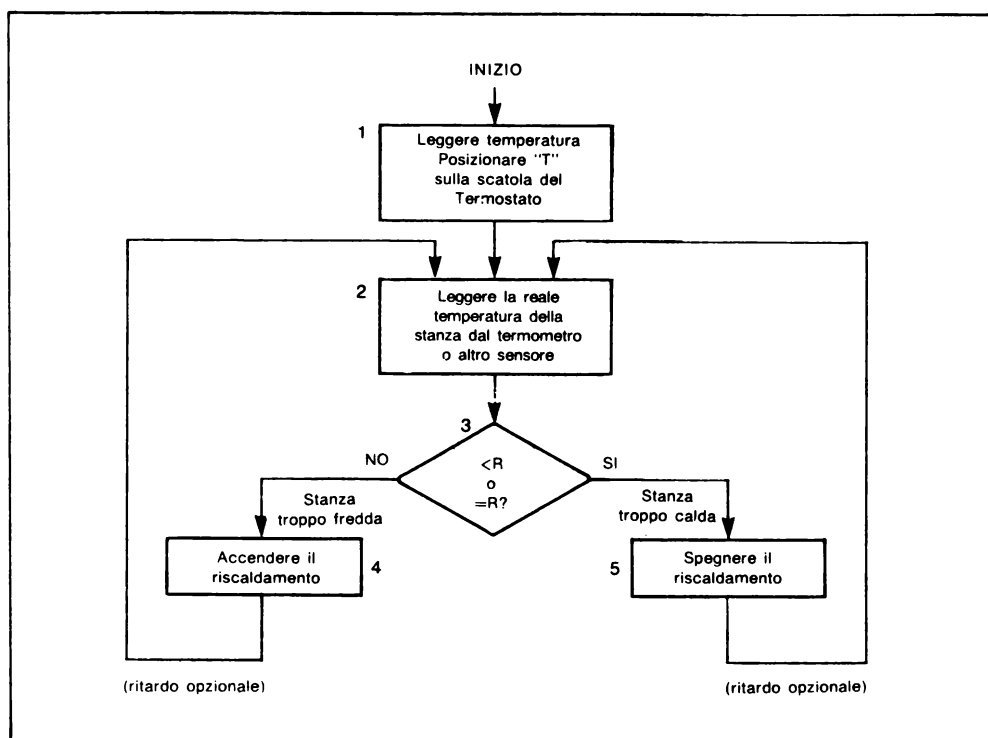 INIZIO
1
Leggere temperatura
Posizionare "T"
sulla scatola del
Termostato
2
Leggere la reale
temperatura della
stanza dal termometro
o altro sensore
3
<R
o
=R?
NO
SI
Stanza
troppo fredda
Stanza
troppo calda
Accendere il
riscaldamento
4
5
Spegnere il
riscaldamento
(ritardo opzionale)
(ritardo opzionale)